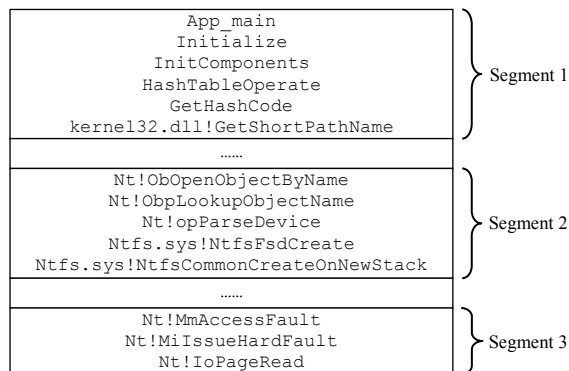 App_main
Initialize
InitComponents
HashTableOperate
GetHashCode
kernel32.dll!GetShortPathName
Segment 1
……
Nt!ObOpenObjectByName
Nt!ObpLookupObjectName
Nt!opParseDevice
Ntfs.sys!NtfsFsdCreate
Ntfs.sys!NtfsCommonCreateOnNewStack
Segment 2
……
Nt!MmAccessFault
Nt!MiIssueHardFault
Nt!IoPageRead
Segment 3